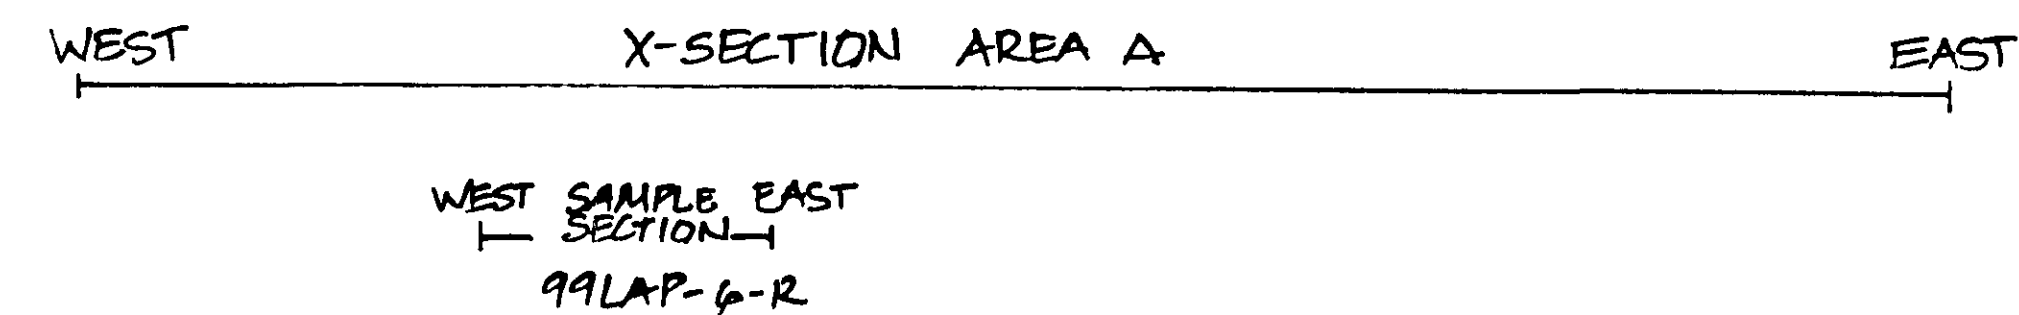 WEST X-SECTION AREA A EAST
WEST SAMPLE EAST
SECTION
99LAP-6-R